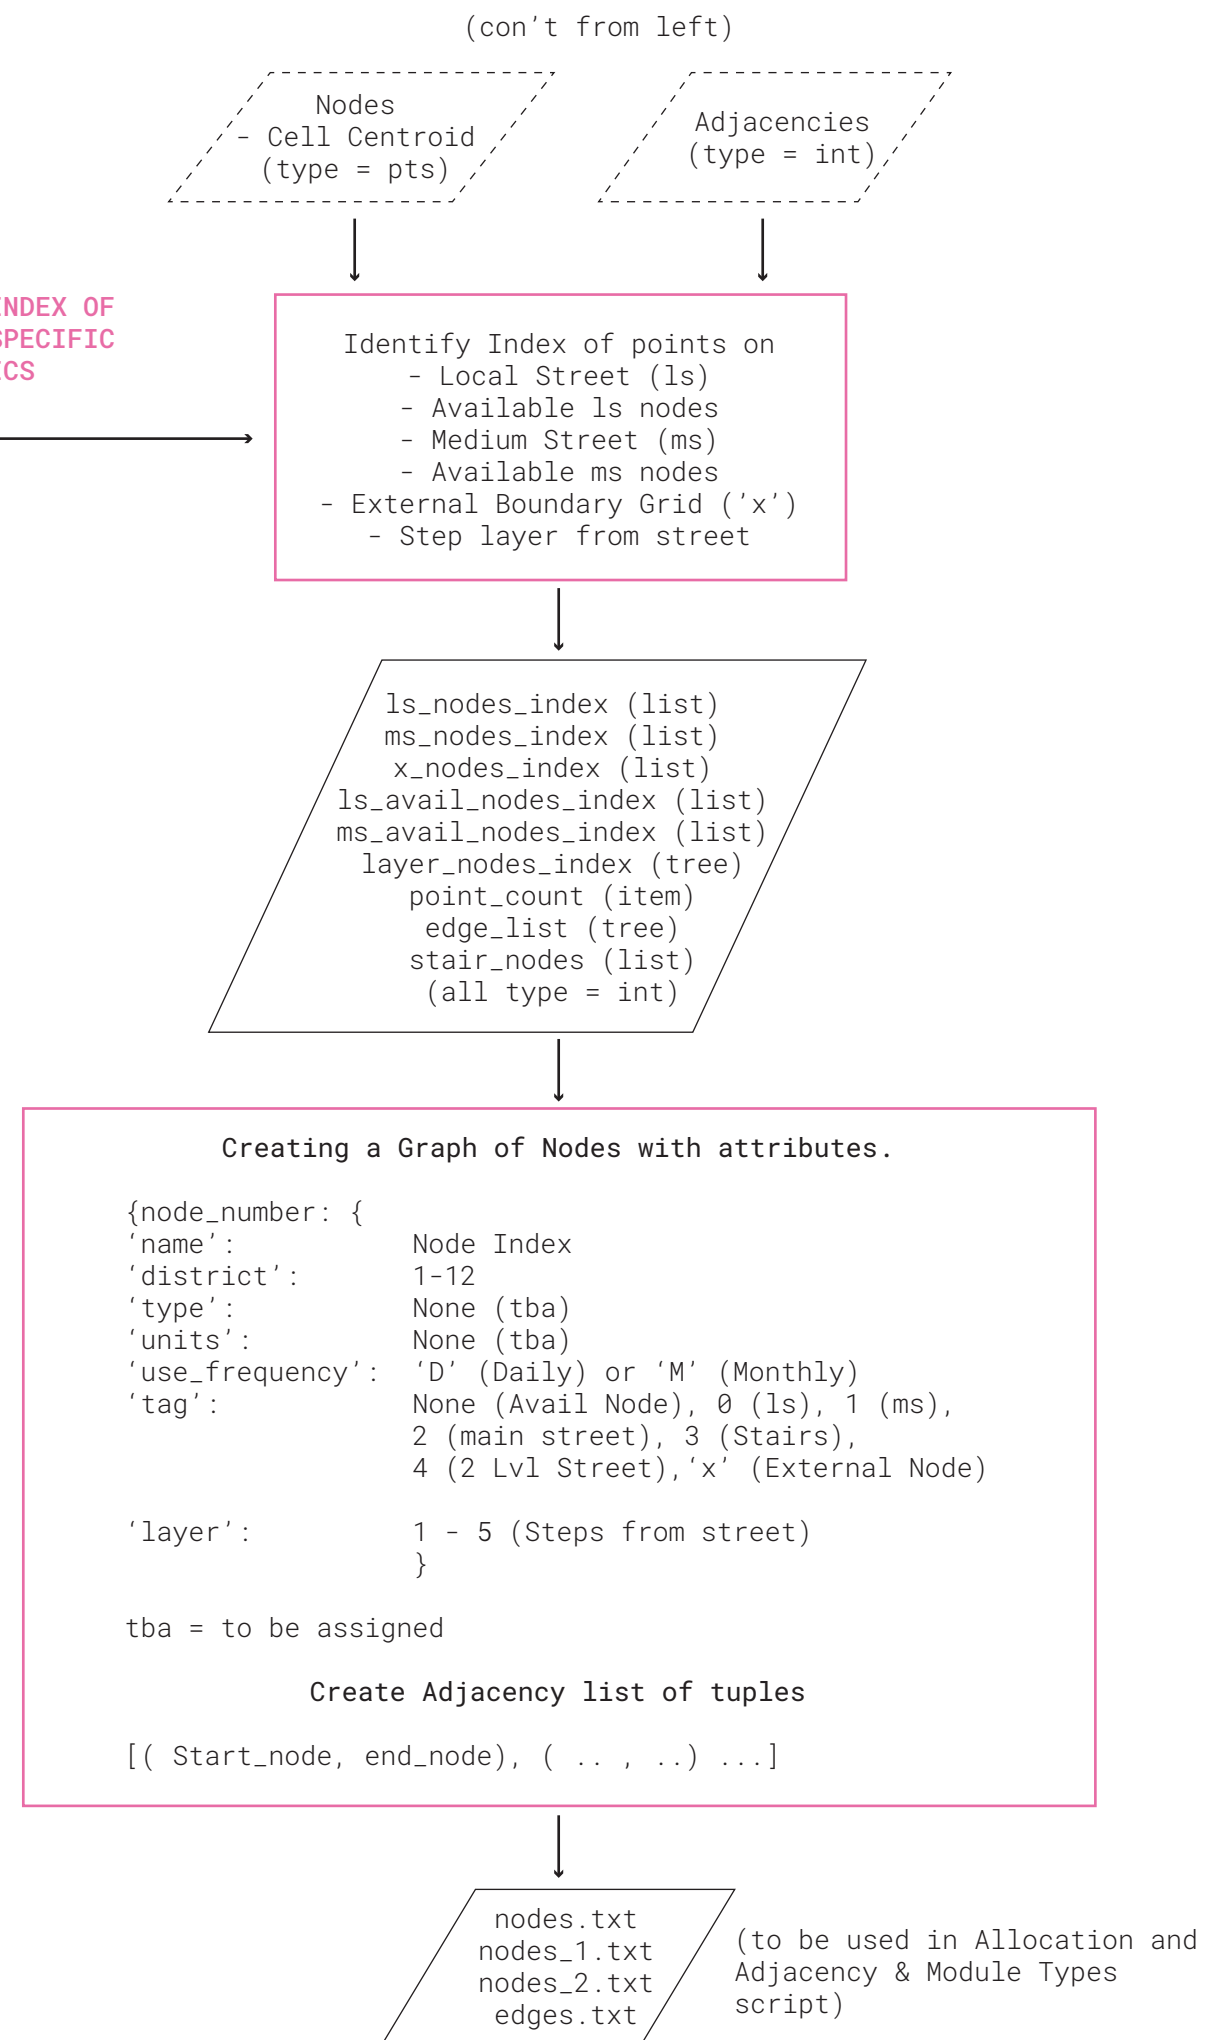 (con't from left)
Nodes
- Cell Centroid
(type = pts)
Adjacencies
(type = int)
INDEX OF
SPECIFIC
ICS
Identify Index of points on
- Local Street (ls)
- Available ls nodes
- Medium Street (ms)
- Available ms nodes
- External Boundary Grid ('x')
- Step layer from street
ls_nodes_index (list)
ms_nodes_index (list)
x_nodes_index (list)
ls_avail_nodes_index (list)
ms_avail_nodes_index (list)
layer_nodes_index (tree)
point_count (item)
edge_list (tree)
stair_nodes (list)
(all type = int)
Creating a Graph of Nodes with attributes.
{node_number: {
‘name’: Node Index
‘district’: 1-12
‘type’: None (tba)
‘units’: None (tba)
‘use_frequency’: ‘D’ (Daily) or ‘M’ (Monthly)
‘tag’: None (Avail Node), 0 (ls), 1 (ms),
2 (main street), 3 (Stairs),
4 (2 Lvl Street),‘x’ (External Node)
‘layer’: 1 - 5 (Steps from street)
}
tba = to be assigned
Create Adjacency list of tuples
[( Start_node, end_node), ( .. , ..) ...]
nodes.txt
nodes_1.txt
nodes_2.txt
edges.txt
(to be used in Allocation and
Adjacency & Module Types
script)